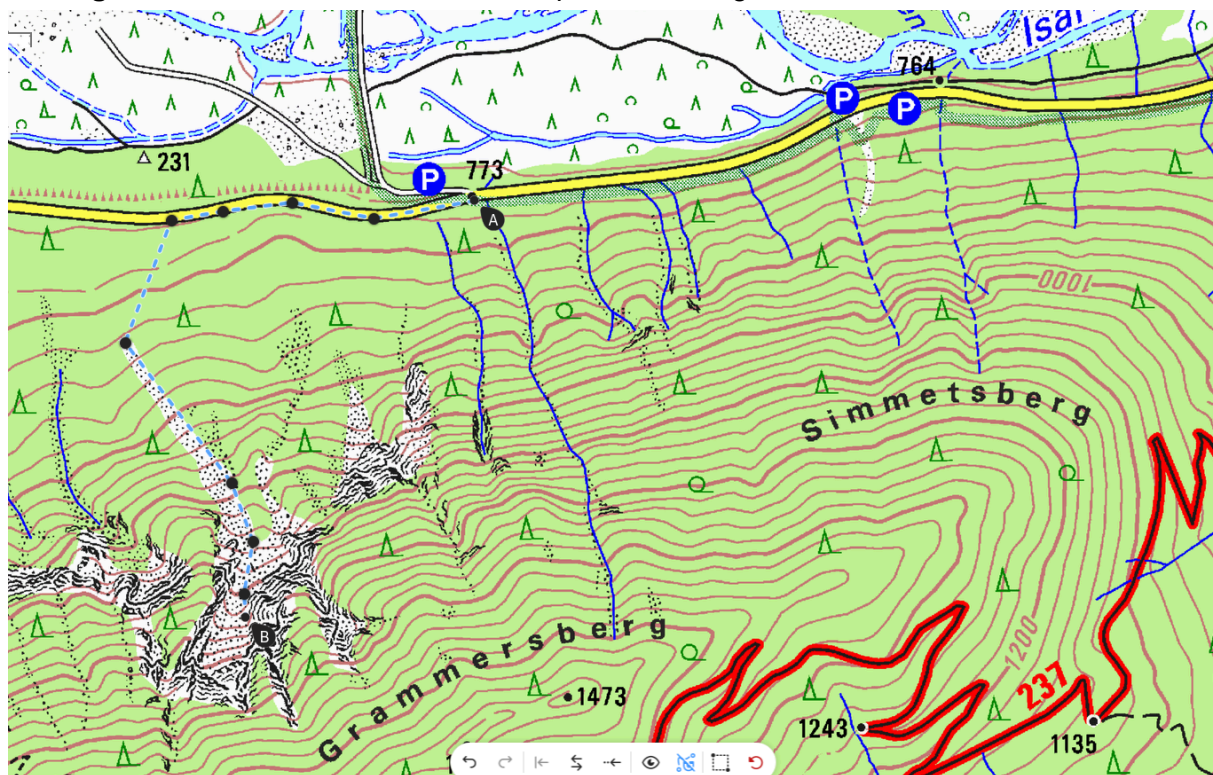 Isar
764
P
P
231
773
P
A
1000
Simmetsberg
B
Grammersberg
1200
237
1473
1243
1135